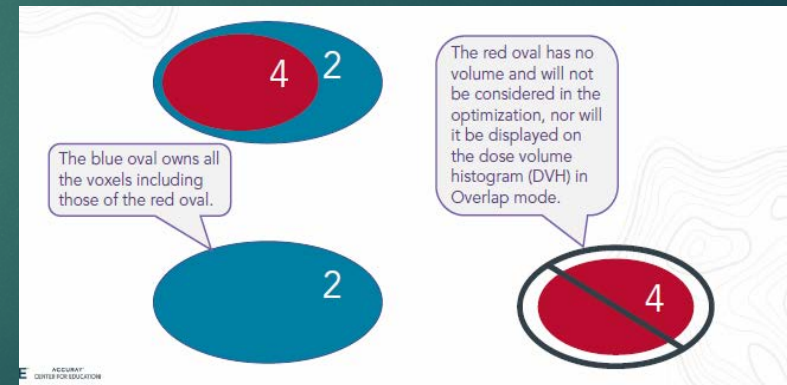 4 2
The red oval has no
volume and will not
be considered in the
optimization, nor will
it be displayed on
the dose volume
histogram (DVH) in
Overlap mode.
The blue oval owns all
the voxels including
those of the red oval.
2
4
E
ACCURAY
CENTER FOR EDUCATION